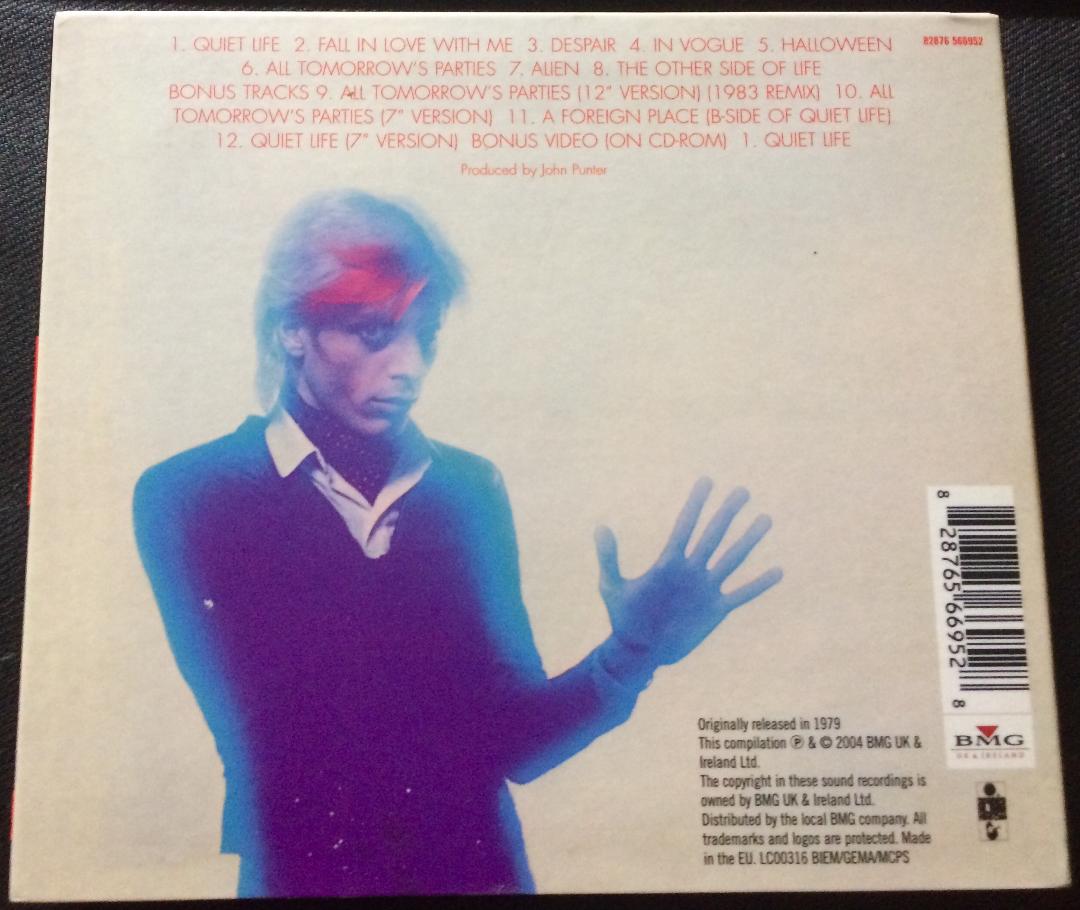 1. QUIET LIFE 2. FALL IN LOVE WITH ME 3. DESPAIR 4. IN VOGUE 5. HALLOWEEN
82876 566952
6. ALL TOMORROW'S PARTIES 7. ALIEN 8. THE OTHER SIDE OF LIFE
BONUS TRACKS 9. ALL TOMORROW'S PARTIES (12" VERSION) (1983 REMIX) 10. ALL
TOMORROW'S PARTIES (7" VERSION) 11. A FOREIGN PLACE (B-SIDE OF QUIET LIFE)
12. QUIET LIFE (7" VERSION) BONUS VIDEO (ON CD-ROM) 1. QUIET LIFE
Produced by John Punter
8 28765 66952 8
BMG
UK & IRELAND
Originally released in 1979
This compilation ℗ & © 2004 BMG UK &
Ireland Ltd.
The copyright in these sound recordings is
owned by BMG UK & Ireland Ltd.
Distributed by the local BMG company. All
trademarks and logos are protected. Made
in the EU. LC00316 BIEM/GEMA/MCPS